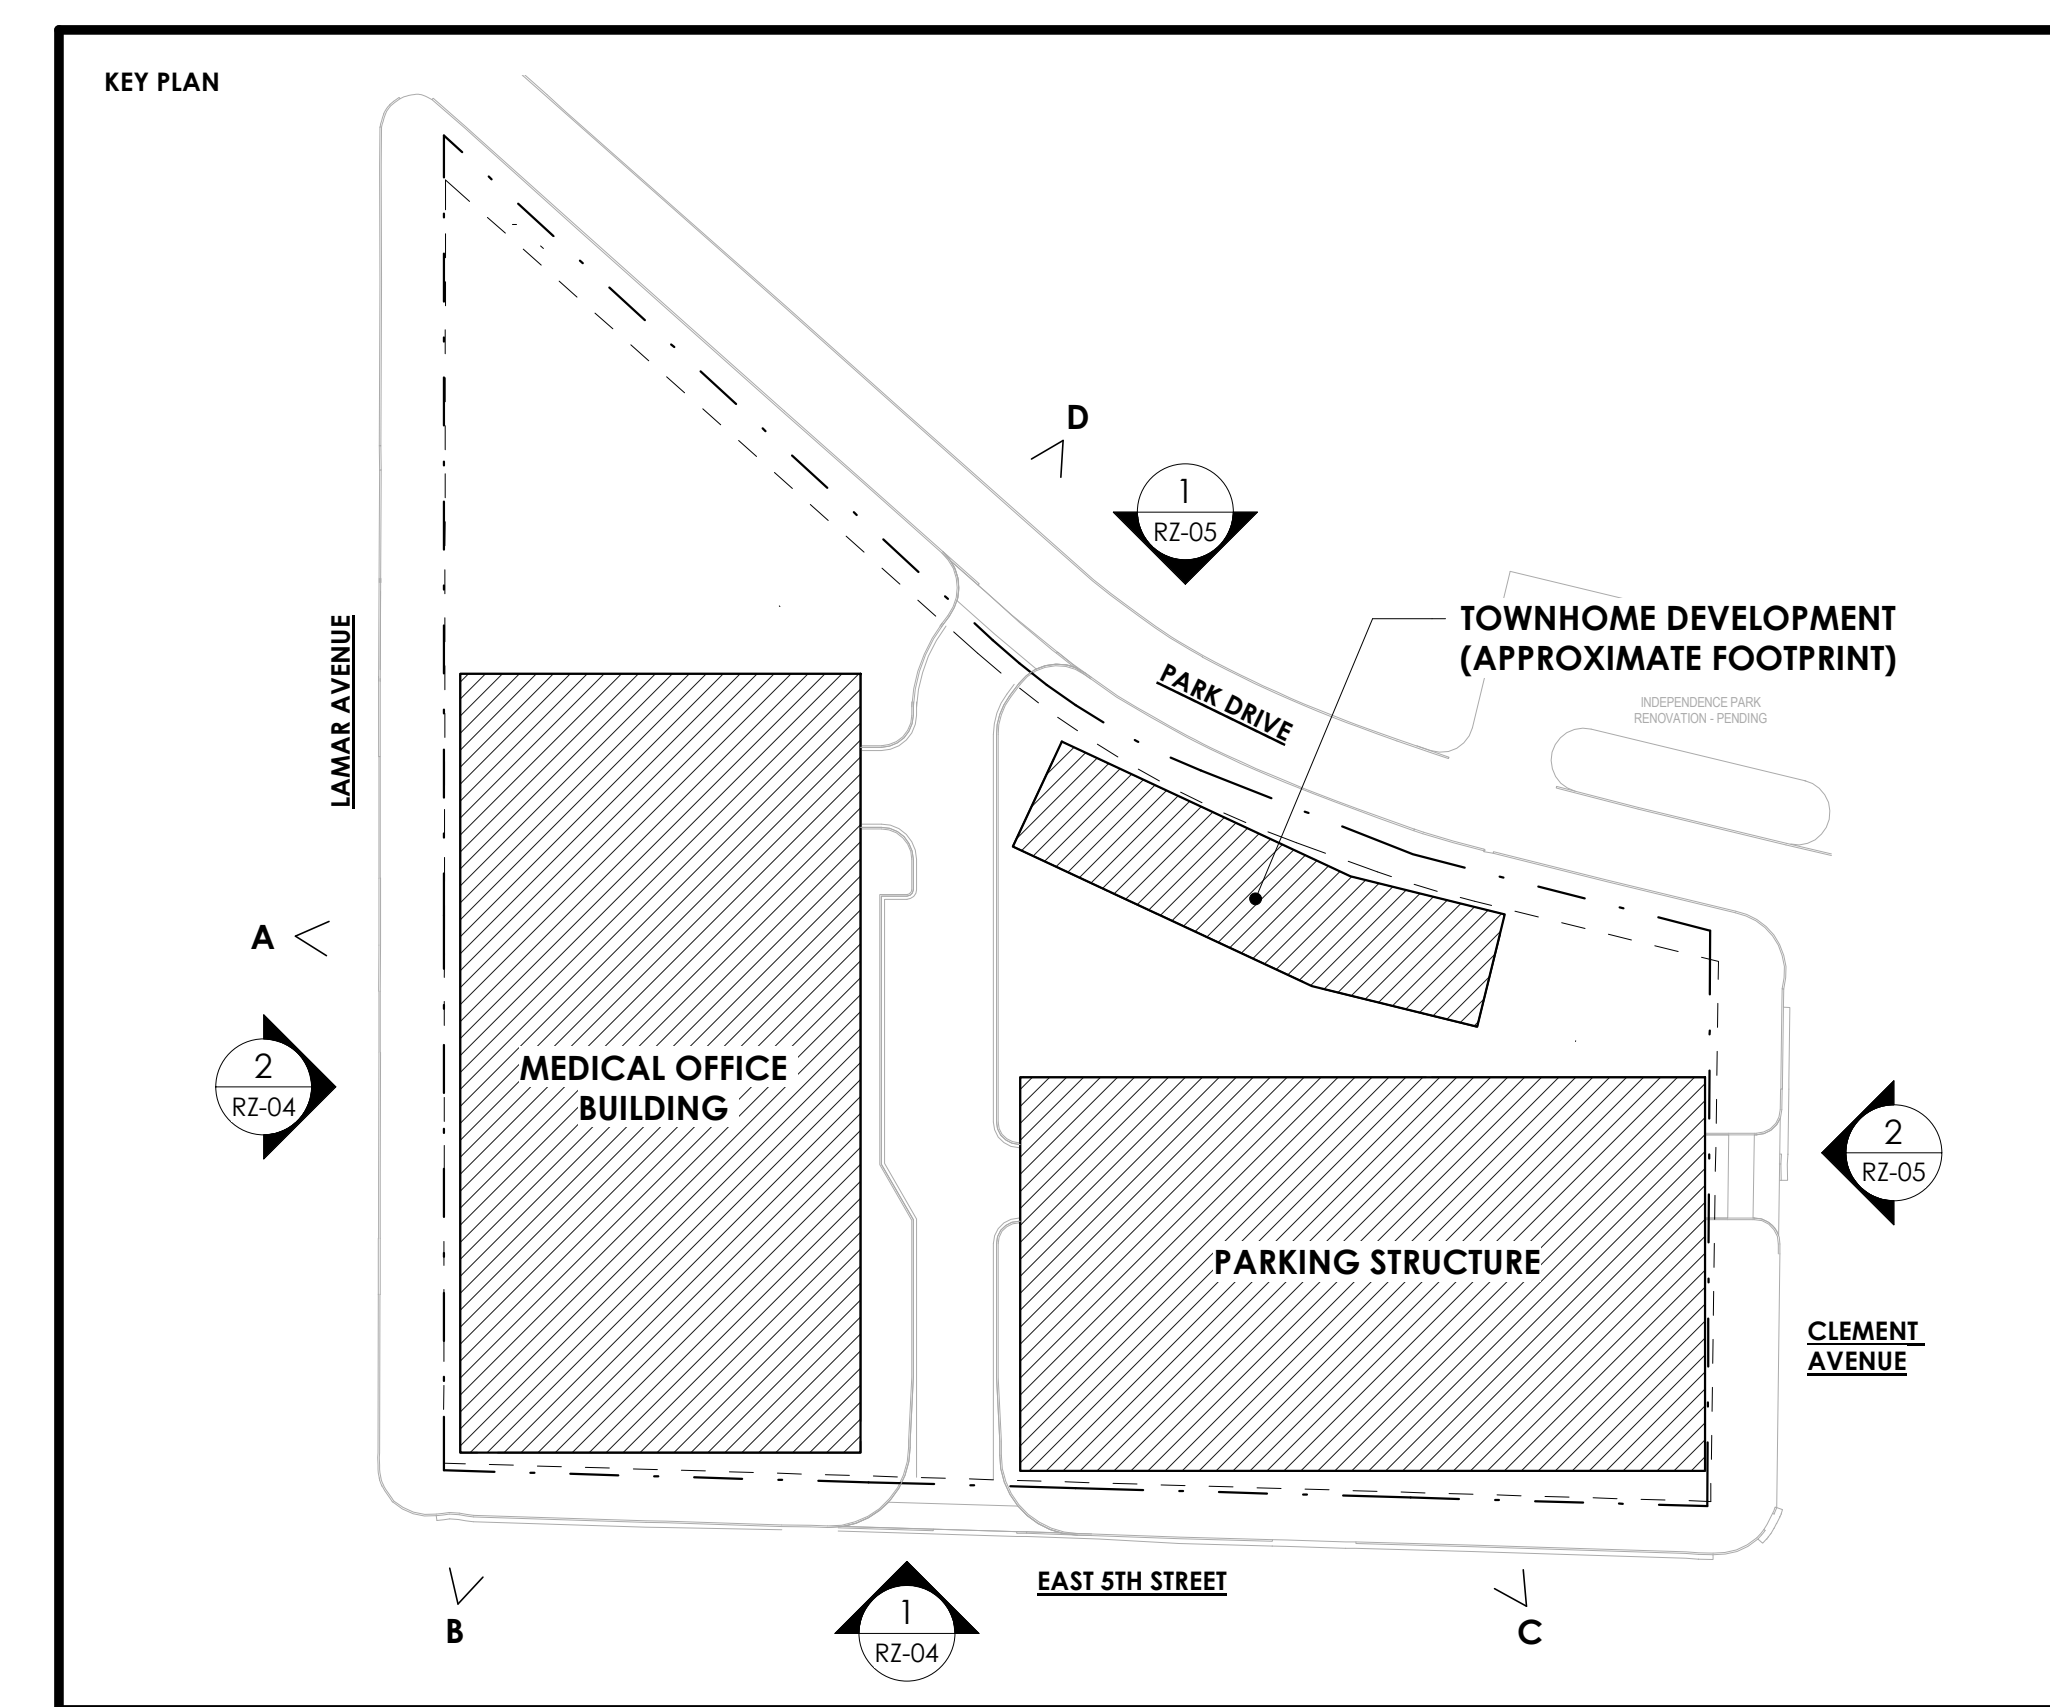 KEY PLAN
D
1
RZ-05
TOWNHOME DEVELOPMENT
(APPROXIMATE FOOTPRINT)
LAMAR AVENUE
PARK DRIVE
INDEPENDENCE PARK
RENOVATION - PENDING
A
2
RZ-04
MEDICAL OFFICE
BUILDING
2
RZ-05
PARKING STRUCTURE
CLEMENT
AVENUE
EAST 5TH STREET
B
1
RZ-04
C